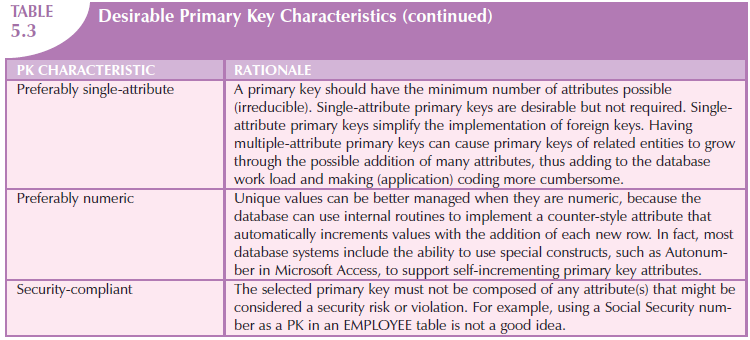 TABLE
5.3
Desirable Primary Key Characteristics (continued)
PK CHARACTERISTIC
RATIONALE
Preferably single-attribute
A primary key should have the minimum number of attributes possible
(irreducible). Single-attribute primary keys are desirable but not required. Single-
attribute primary keys simplify the implementation of foreign keys. Having
multiple-attribute primary keys can cause primary keys of related entities to grow
through the possible addition of many attributes, thus adding to the database
work load and making (application) coding more cumbersome.
Preferably numeric
Unique values can be better managed when they are numeric, because the
database can use internal routines to implement a counter-style attribute that
automatically increments values with the addition of each new row. In fact, most
database systems include the ability to use special constructs, such as Autonum-
ber in Microsoft Access, to support self-incrementing primary key attributes.
Security-compliant
The selected primary key must not be composed of any attribute(s) that might be
considered a security risk or violation. For example, using a Social Security num-
ber as a PK in an EMPLOYEE table is not a good idea.